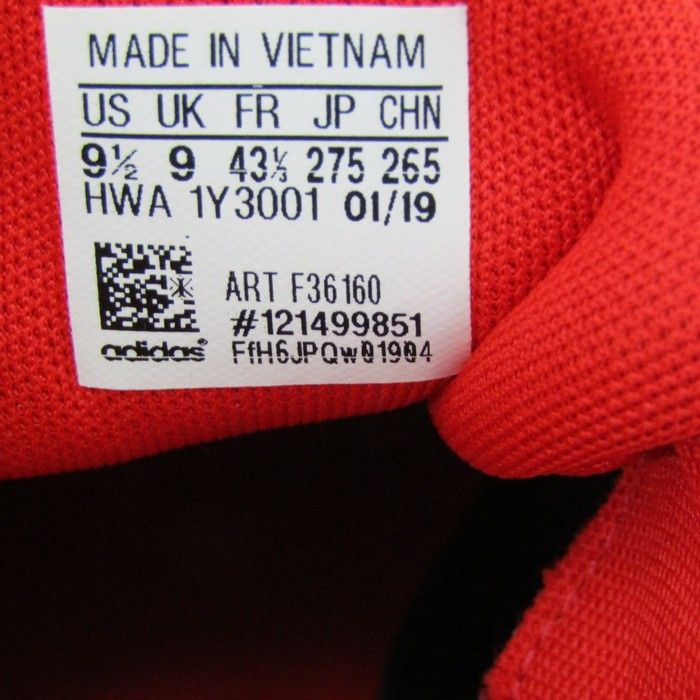 MADE IN VIETNAM
US UK FR JP CHN
9½ 9 43⅓ 275 265
HWA 1Y3001 01/19
ART F36160
#121499851
adidas FfH6JPQw01904